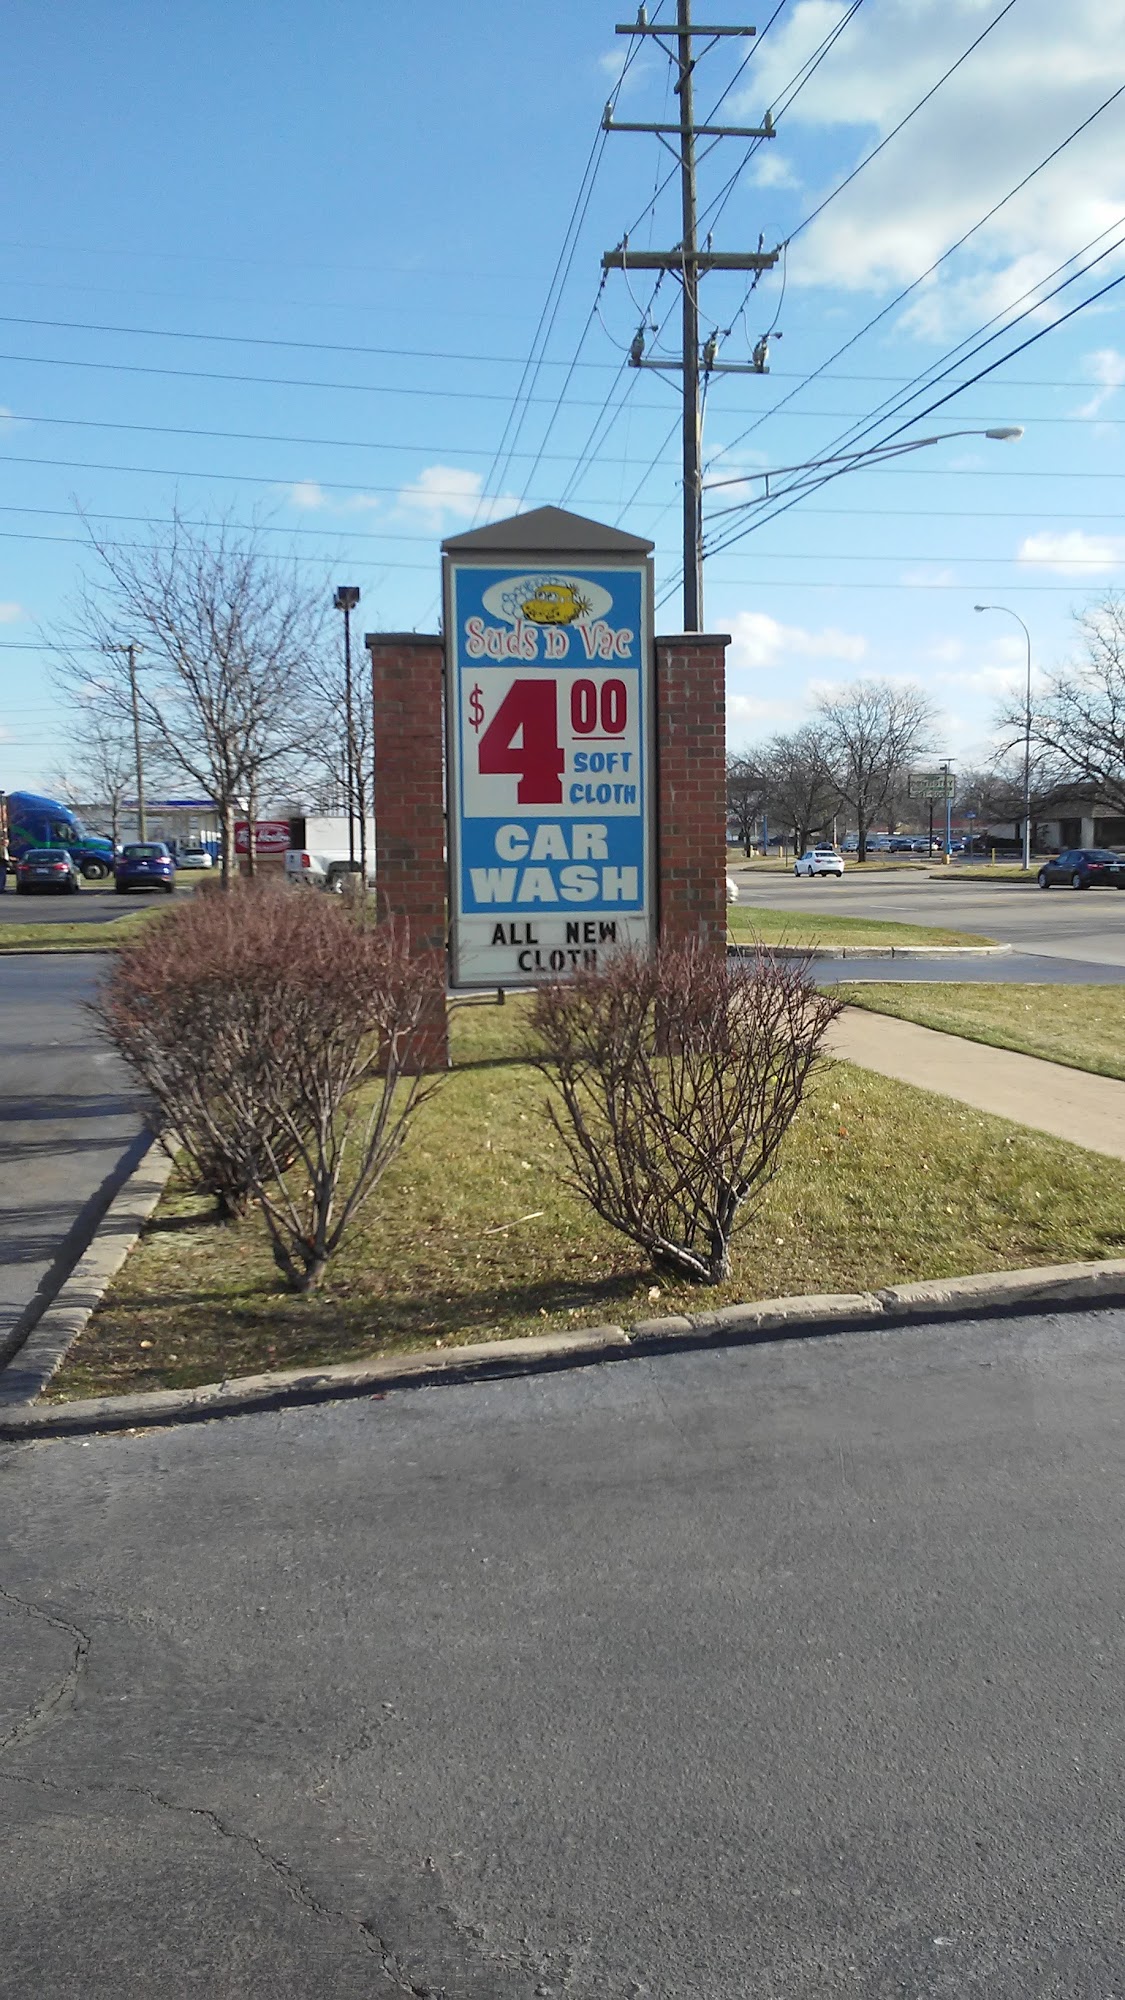 Suds n Vac
$4 00
SOFT
CLOTH
CAR
WASH
ALL NEW
CLOTH